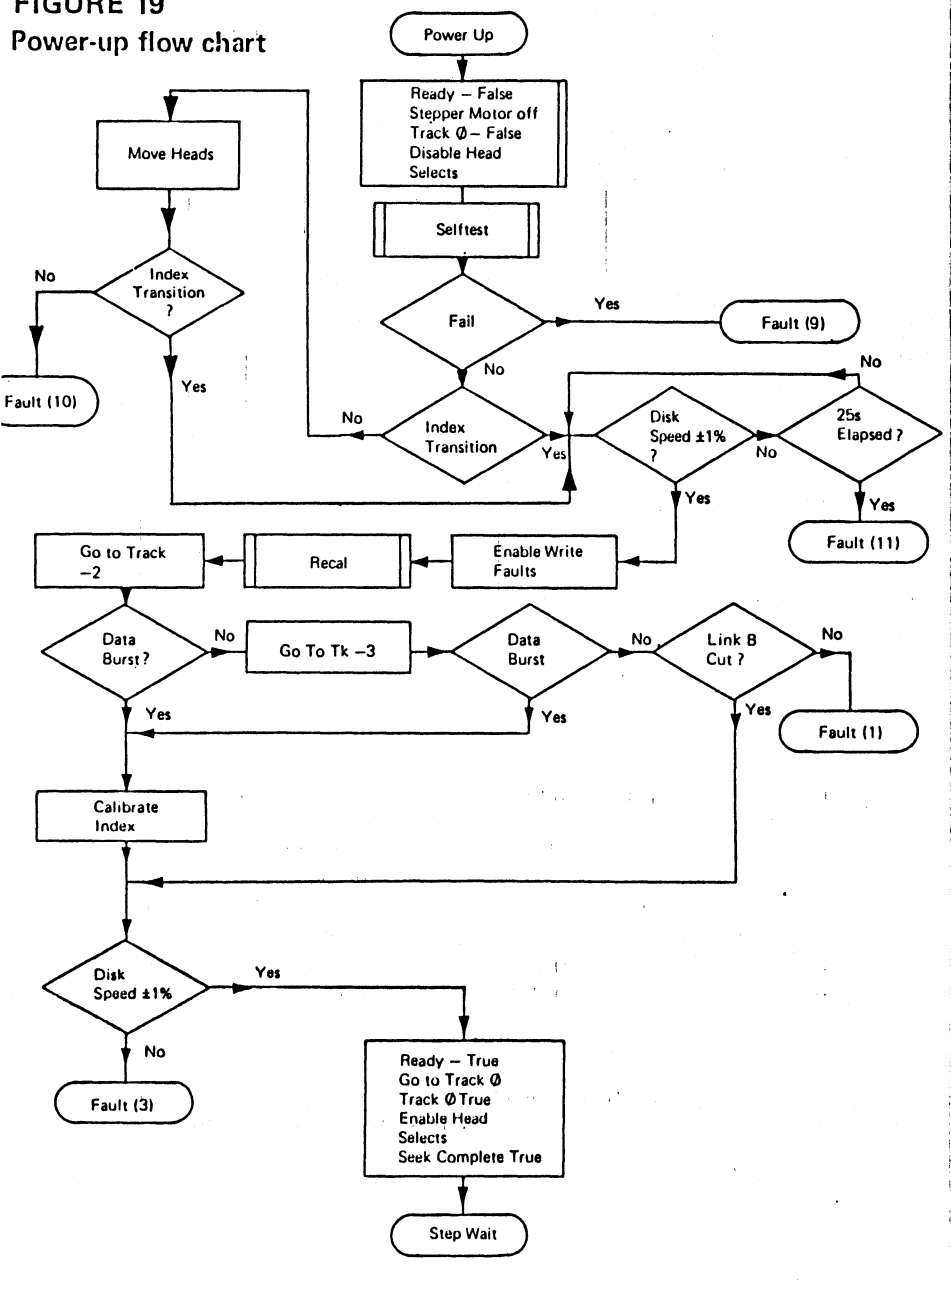 FIGURE 19
Power-up flow chart
Power Up
Ready – False
Stepper Motor off
Track Ø – False
Disable Head
Selects
Move Heads
Selftest
No
Index
Transition
?
Fail
Yes
Fault (9)
No
Yes
Fault (10)
No
Index
Transition
Yes
Disk
Speed ±1%
?
No
No
25s
Elapsed ?
Yes
Yes
Fault (11)
Go to Track
–2
Recal
Enable Write
Faults
Data
Burst?
No
Go To Tk –3
Data
Burst
No
Link B
Cut ?
No
Yes
Yes
Yes
Fault (1)
Calibrate
Index
Disk
Speed ±1%
Yes
No
Fault (3)
Ready – True
Go to Track Ø
Track Ø True
Enable Head
Selects
Seek Complete True
Step Wait